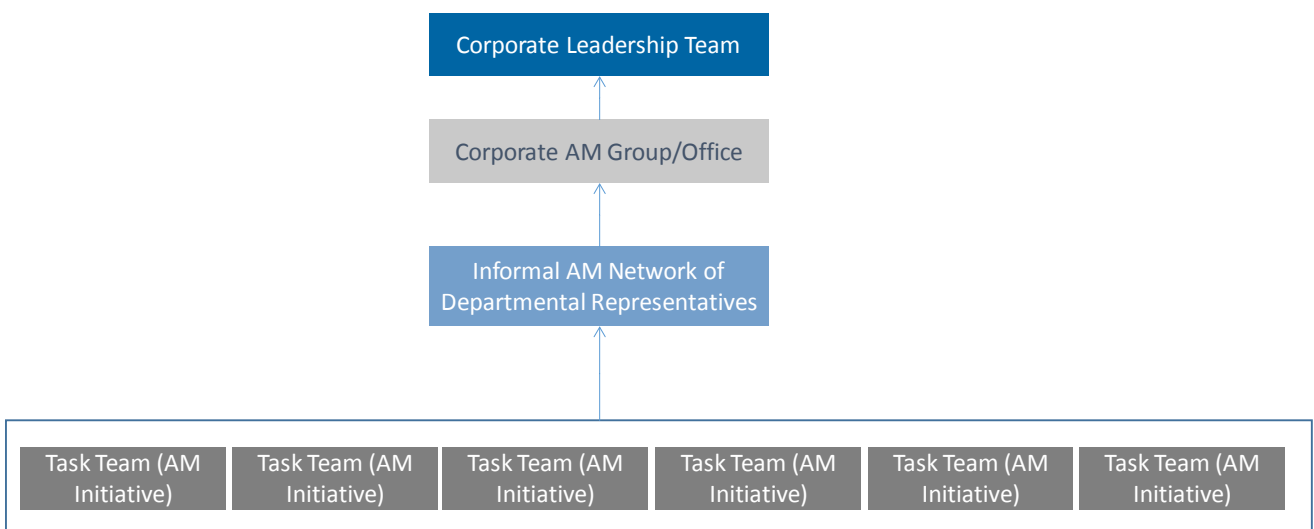 Corporate Leadership Team
Corporate AM Group/Office
Informal AM Network of
Departmental Representatives
Task Team (AM
Initiative)
Task Team (AM
Initiative)
Task Team (AM
Initiative)
Task Team (AM
Initiative)
Task Team (AM
Initiative)
Task Team (AM
Initiative)